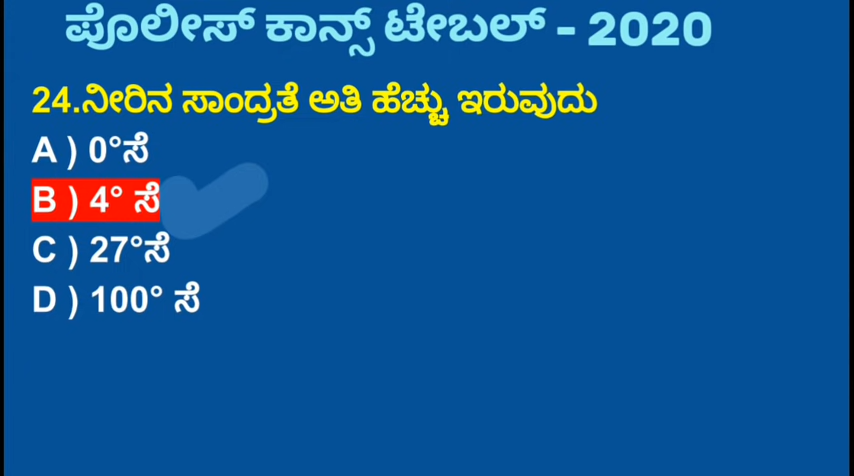 ಪೊಲೀಸ್ ಕಾನ್ಸ್ ಟೇಬಲ್ - 2020
24.ನೀರಿನ ಸಾಂದ್ರತೆ ಅತಿ ಹೆಚ್ಚು ಇರುವುದು
A ) 0°ಸೆ
B ) 4° ಸೆ
C ) 27°ಸೆ
D ) 100° ಸೆ